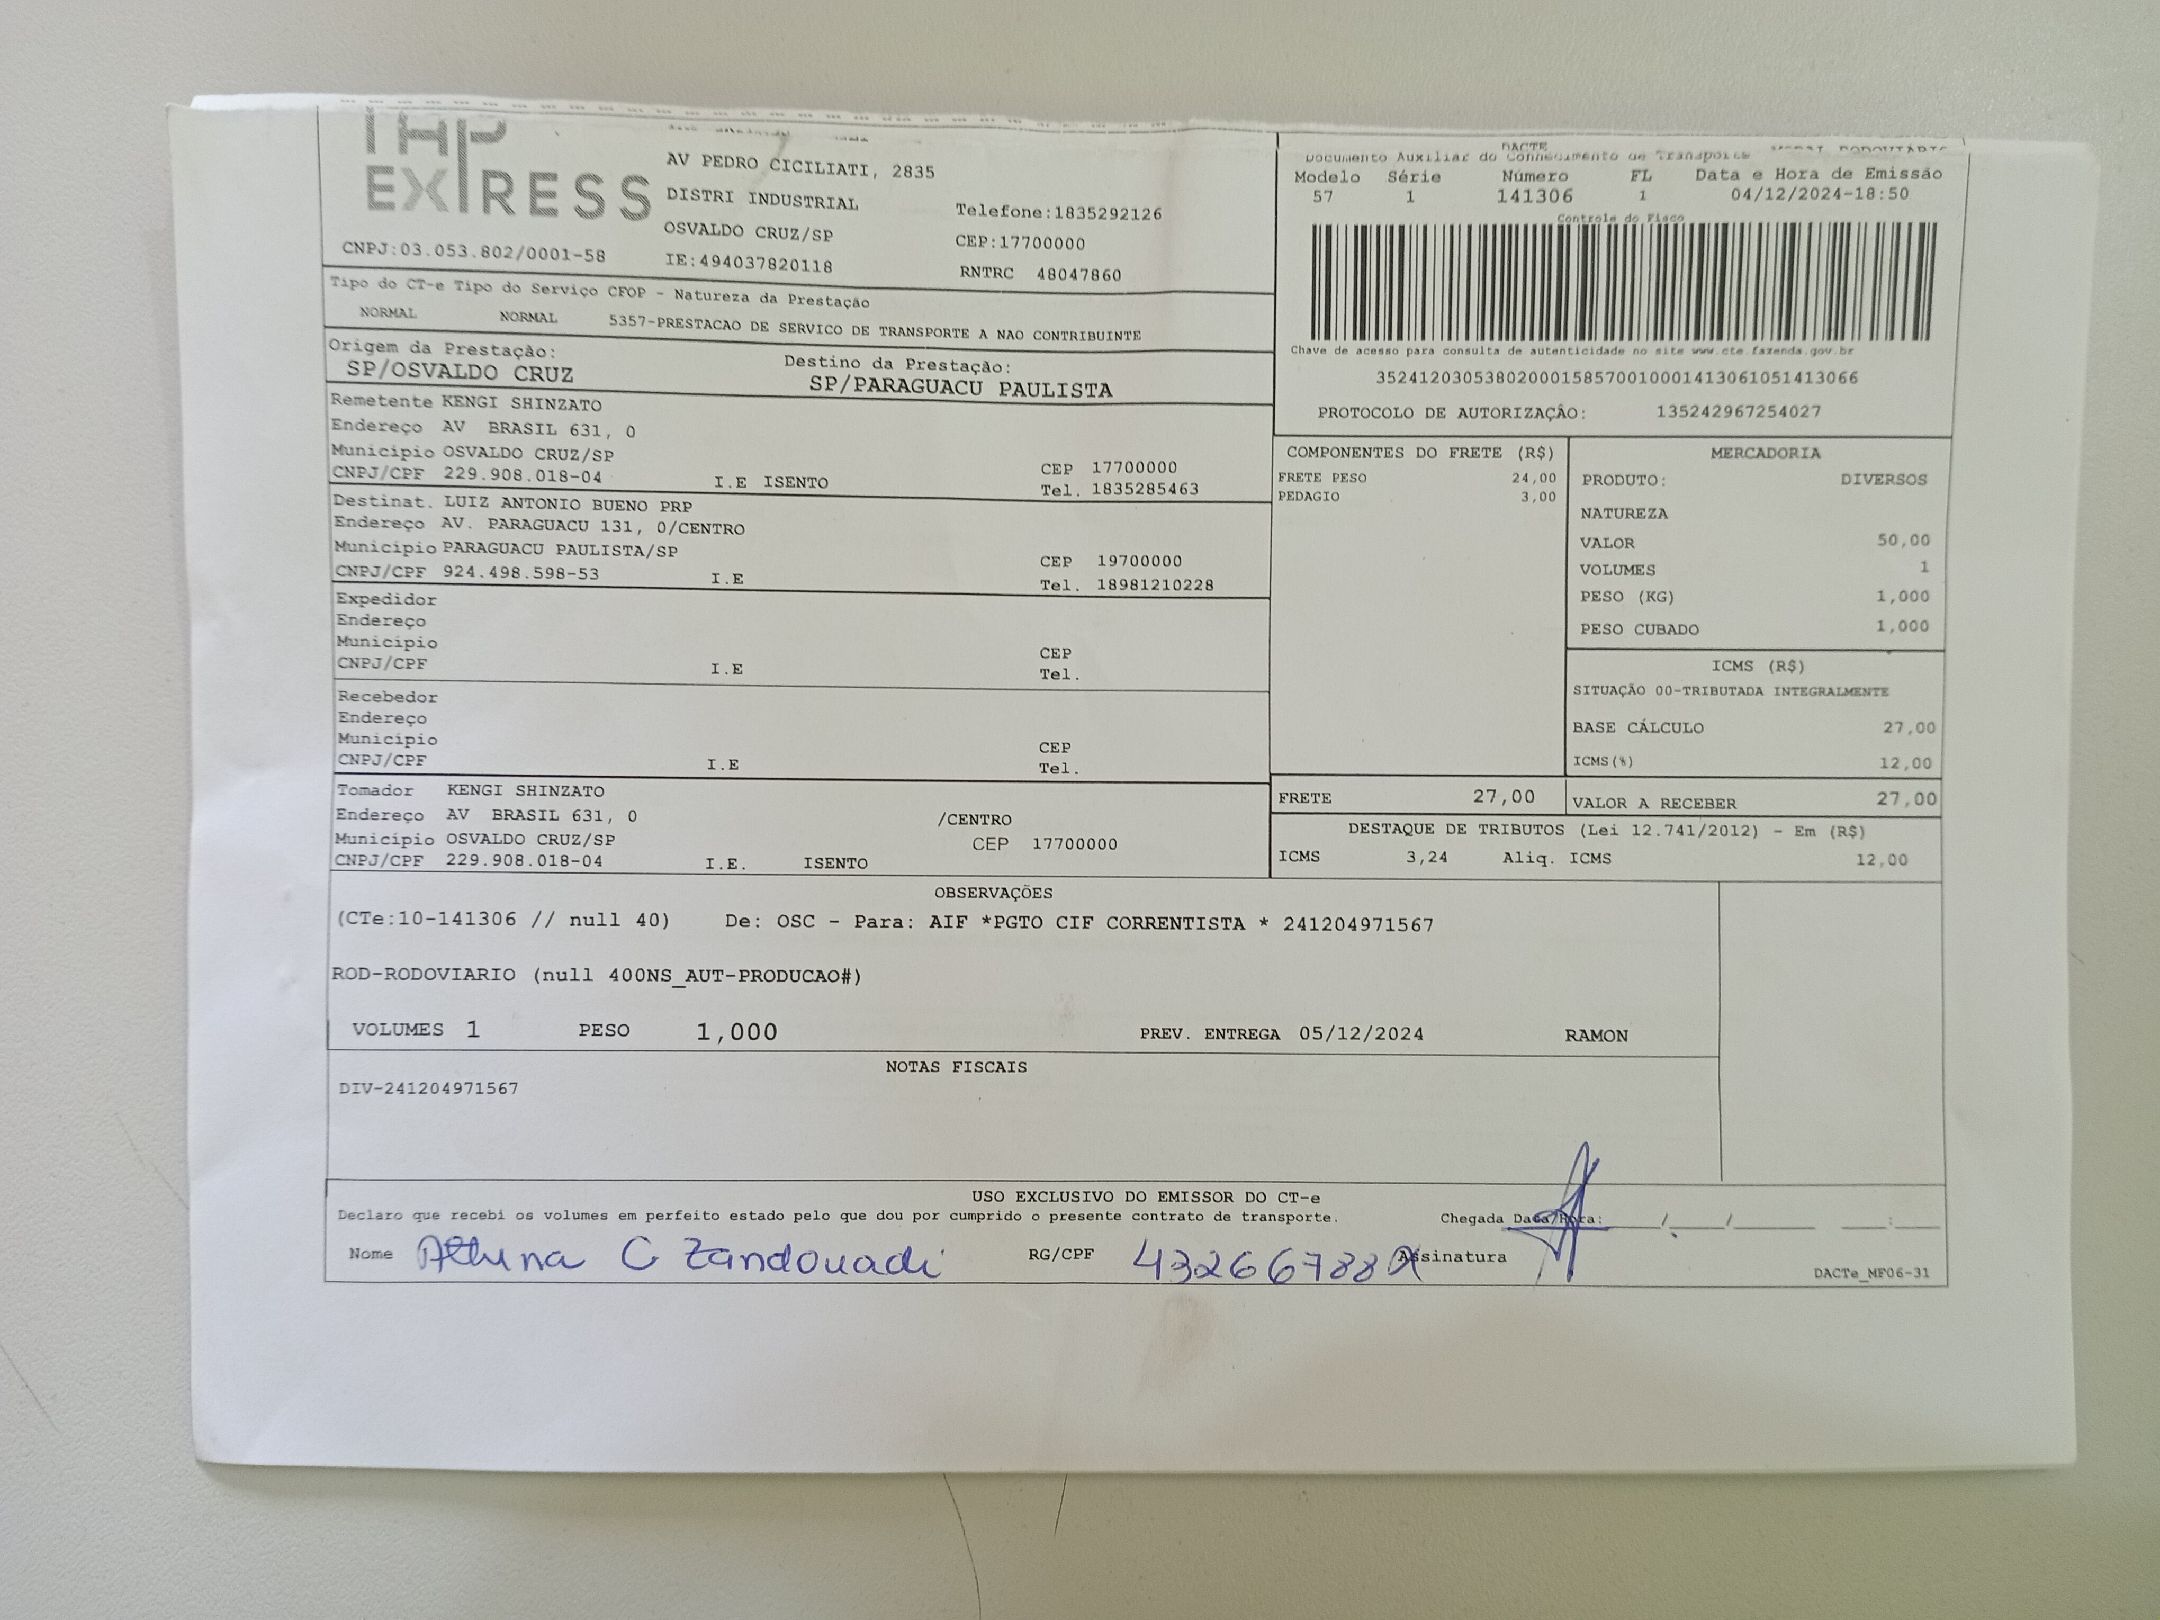 EXPRESS
CNPJ:03.053.802/0001-58
AV PEDRO CICILIATI, 2835
DISTRI INDUSTRIAL
OSVALDO CRUZ/SP
IE:494037820118
Telefone:1835292126
CEP:17700000
RNTRC 48047860
DACTE
Documento Auxiliar do Conhecimento de Transporte
Modelo Série Número FL Data e Hora de Emissão
57 1 141306 1 04/12/2024-18:50
Controle do Fisco
Chave de acesso para consulta de autenticidade no site www.cte.fazenda.gov.br
35241203053802000158570010001413061051413066
PROTOCOLO DE AUTORIZAÇÃO: 135242967254027
Tipo do CT-e Tipo do Serviço CFOP - Natureza da Prestação
NORMAL NORMAL 5357-PRESTACAO DE SERVICO DE TRANSPORTE A NAO CONTRIBUINTE
Origem da Prestação: Destino da Prestação:
SP/OSVALDO CRUZ SP/PARAGUACU PAULISTA
Remetente KENGI SHINZATO
Endereço AV BRASIL 631, 0
Município OSVALDO CRUZ/SP CEP 17700000
CNPJ/CPF 229.908.018-04 I.E ISENTO Tel. 1835285463
Destinat. LUIZ ANTONIO BUENO PRP
Endereço AV. PARAGUACU 131, 0/CENTRO
Município PARAGUACU PAULISTA/SP CEP 19700000
CNPJ/CPF 924.498.598-53 I.E Tel. 18981210228
Expedidor
Endereço
Município CEP
CNPJ/CPF I.E Tel.
Recebedor
Endereço
Município CEP
CNPJ/CPF I.E Tel.
Tomador KENGI SHINZATO
Endereço AV BRASIL 631, 0 /CENTRO
Município OSVALDO CRUZ/SP CEP 17700000
CNPJ/CPF 229.908.018-04 I.E. ISENTO
COMPONENTES DO FRETE (R$)
FRETE PESO 24,00
PEDAGIO 3,00
MERCADORIA
PRODUTO: DIVERSOS
NATUREZA
VALOR 50,00
VOLUMES 1
PESO (KG) 1,000
PESO CUBADO 1,000
ICMS (R$)
SITUAÇÃO 00-TRIBUTADA INTEGRALMENTE
BASE CÁLCULO 27,00
ICMS(%) 12,00
FRETE 27,00 VALOR A RECEBER 27,00
DESTAQUE DE TRIBUTOS (Lei 12.741/2012) - Em (R$)
ICMS 3,24 Aliq. ICMS 12,00
OBSERVAÇÕES
(CTe:10-141306 // null 40) De: OSC - Para: AIF *PGTO CIF CORRENTISTA * 241204971567
ROD-RODOVIARIO (null 400NS_AUT-PRODUCAO#)
VOLUMES 1 PESO 1,000 PREV. ENTREGA 05/12/2024 RAMON
NOTAS FISCAIS
DIV-241204971567
USO EXCLUSIVO DO EMISSOR DO CT-e
Declaro que recebi os volumes em perfeito estado pelo que dou por cumprido o presente contrato de transporte. Chegada Data/Hora: __/__/____ __:__
Nome C RG/CPF Assinatura
DACTe_MF06-31